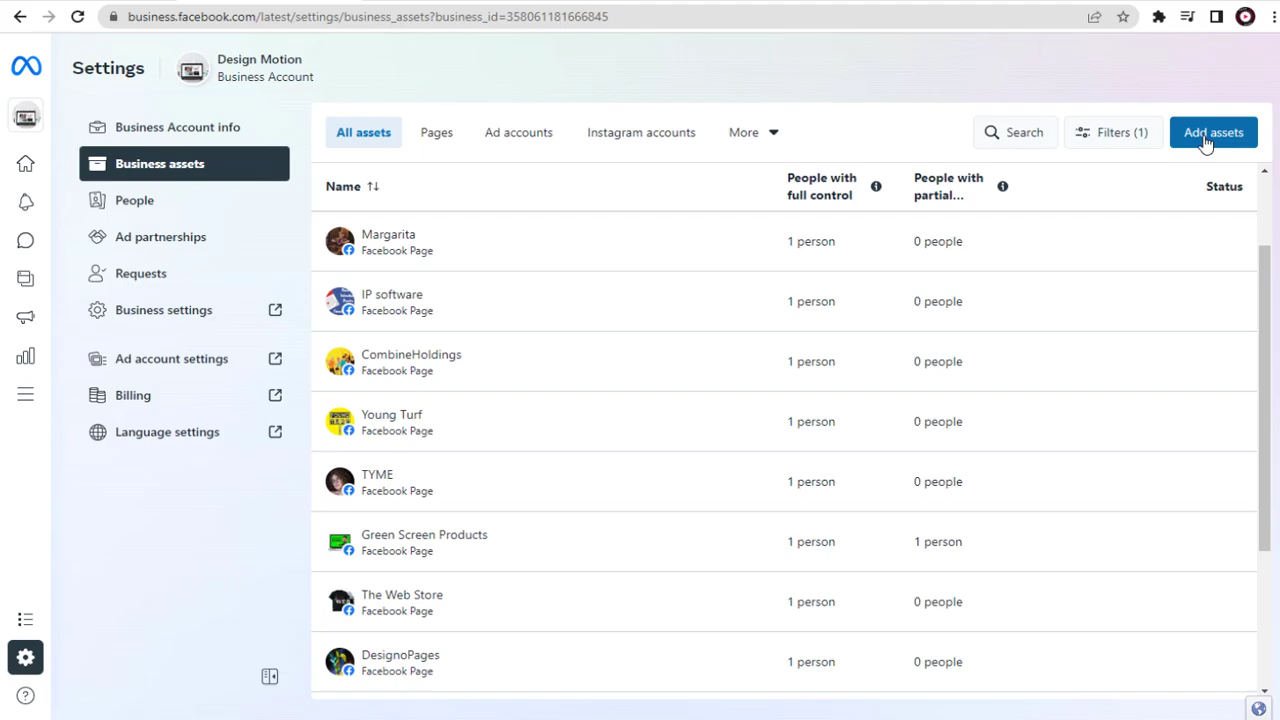 business.facebook.com/latest/settings/business_assets?business_id=358061181666845
Settings
Design Motion
Business Account
Business Account info
Business assets
People
Ad partnerships
Requests
Business settings
Ad account settings
Billing
Language settings
All assets
Pages
Ad accounts
Instagram accounts
More
Search
Filters (1)
Add assets
Name
People with
full control
People with
partial...
Status
Margarita
Facebook Page
1 person
0 people
IP software
Facebook Page
1 person
0 people
CombineHoldings
Facebook Page
1 person
0 people
Young Turf
Facebook Page
1 person
0 people
TYME
Facebook Page
1 person
0 people
Green Screen Products
Facebook Page
1 person
1 person
The Web Store
Facebook Page
1 person
0 people
DesignoPages
Facebook Page
1 person
0 people